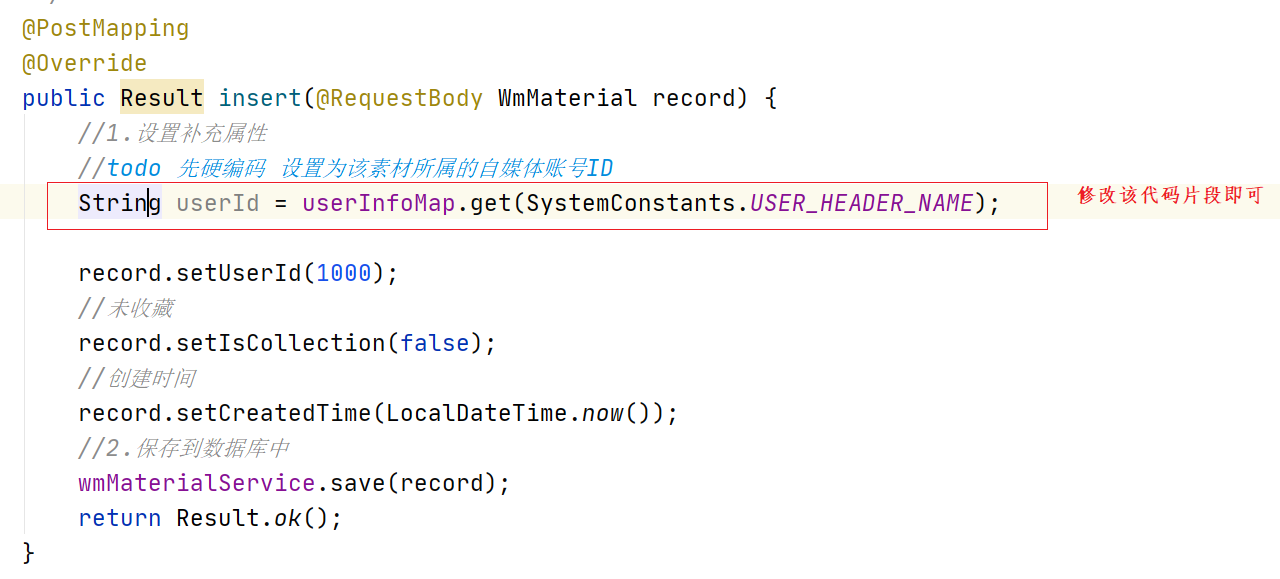 @PostMapping
@Override
public Result insert(@RequestBody WmMaterial record) {
//1.设置补充属性
//todo 先硬编码 设置为该素材所属的自媒体账号ID
String userId = userInfoMap.get(SystemConstants.USER_HEADER_NAME);
修改该代码片段即可
record.setUserId(1000);
//未收藏
record.setIsCollection(false);
//创建时间
record.setCreatedTime(LocalDateTime.now());
//2.保存到数据库中
wmMaterialService.save(record);
return Result.ok();
}